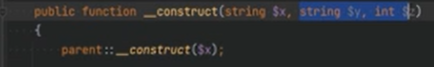 public function __construct(string $x, string $y, int $z)
{
parent::__construct($x);